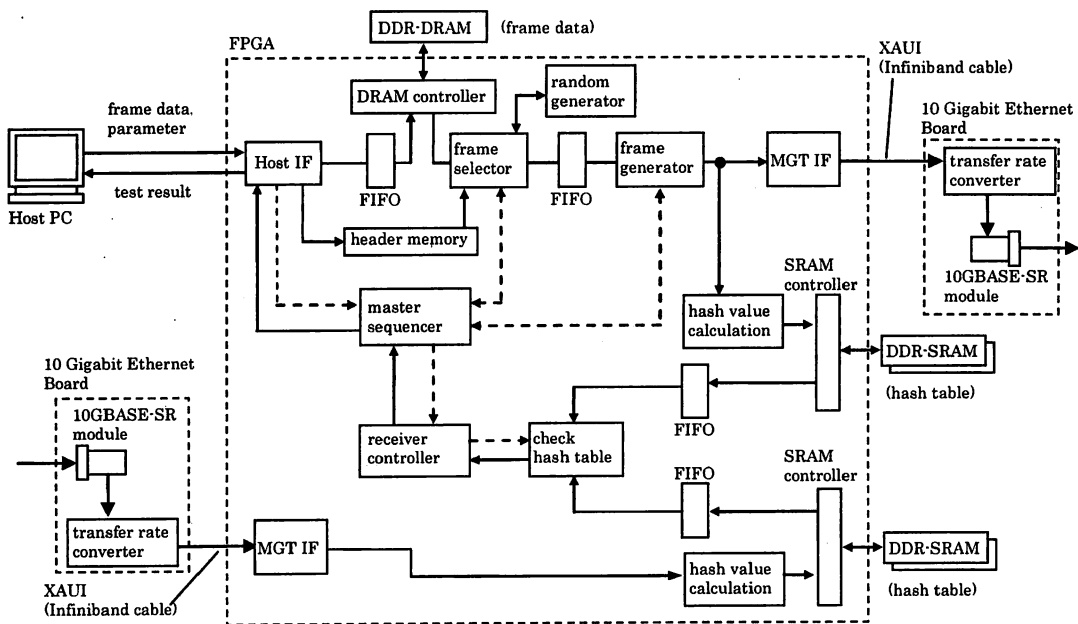 DDR-DRAM
(frame data)
FPGA
XAUI
(Infiniband cable)
DRAM controller
random
generator
frame data,
parameter
10 Gigabit Ethernet
Board
Host IF
frame
selector
frame
generator
MGT IF
transfer rate
converter
test result
FIFO
FIFO
Host PC
header memory
10GBASE-SR
module
SRAM
controller
master
sequencer
hash value
calculation
DDR-SRAM
(hash table)
10 Gigabit Ethernet
Board
10GBASE-SR
module
FIFO
receiver
controller
check
hash table
SRAM
controller
FIFO
transfer rate
converter
MGT IF
DDR-SRAM
hash value
calculation
(hash table)
XAUI
(Infiniband cable)